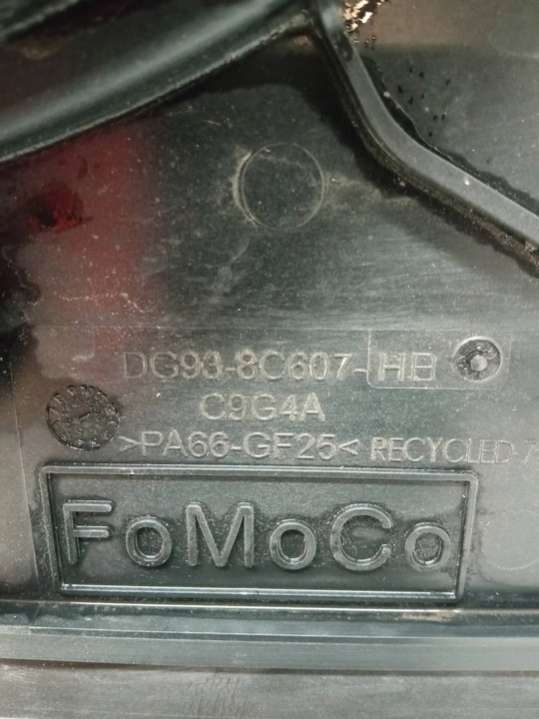 DG93-8C607-HB
C9G4A
>PA66-GF25< RECYCLED
FoMoCo